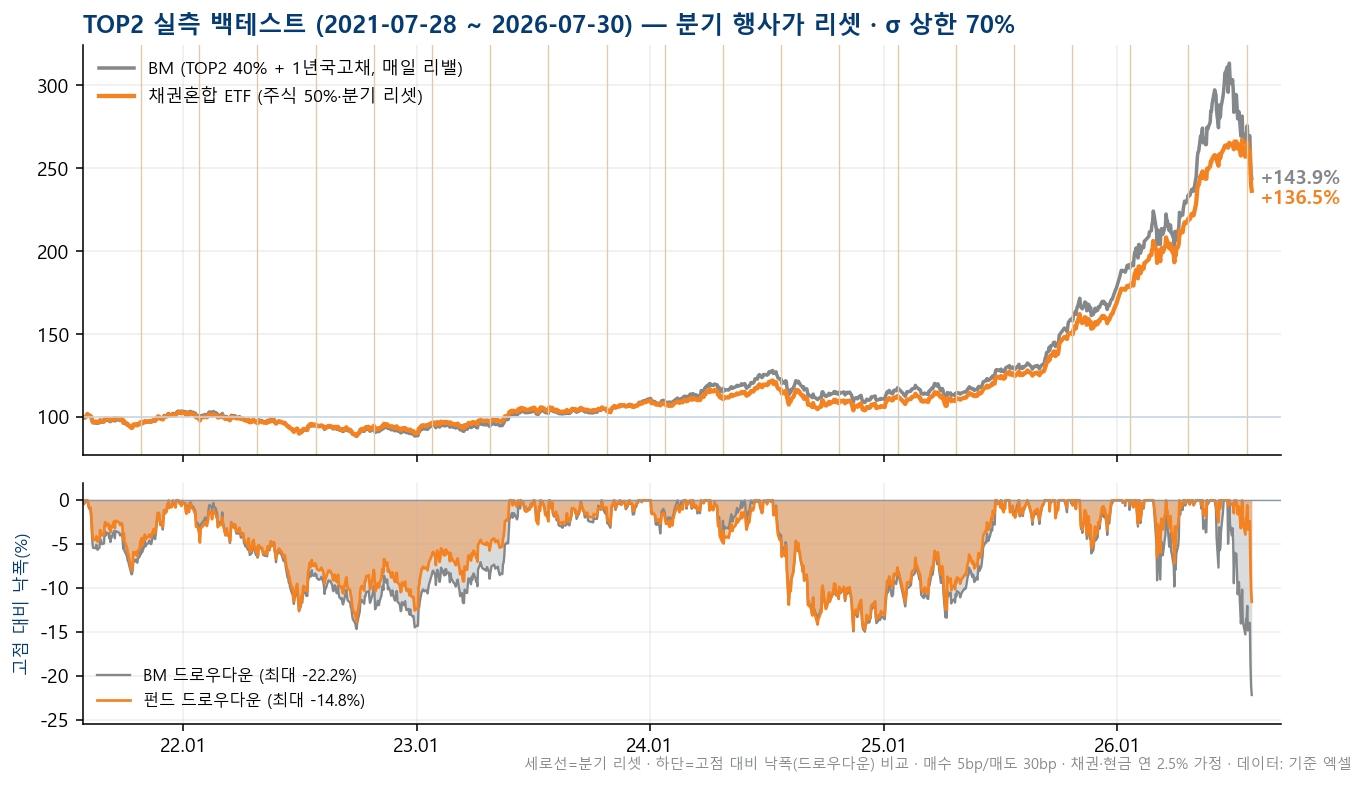 TOP2 실측 백테스트 (2021-07-28 ~ 2026-07-30) — 분기 행사가 리셋 · σ 상한 70%
BM (TOP2 40% + 1년국고채, 매일 리밸)
채권혼합 ETF (주식 50%·분기 리셋)
300
250
200
150
100
+143.9%
+136.5%
고점 대비 낙폭(%)
0
-5
-10
-15
-20
-25
BM 드로우다운 (최대 -22.2%)
펀드 드로우다운 (최대 -14.8%)
22.01
23.01
24.01
25.01
26.01
세로선=분기 리셋 · 하단=고점 대비 낙폭(드로우다운) 비교 · 매수 5bp/매도 30bp · 채권·현금 연 2.5% 가정 · 데이터: 기준 엑셀